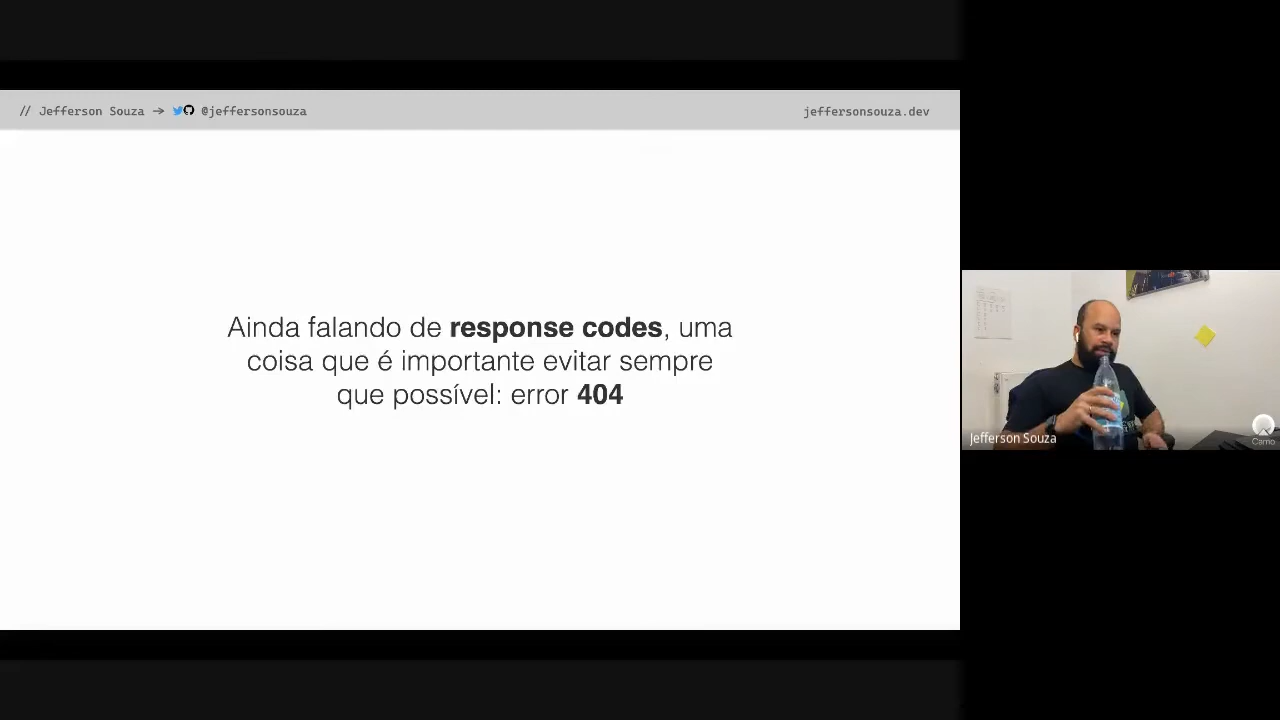 // Jefferson Souza → @jeffersonsouza
jeffersonsouza.dev
Ainda falando de response codes, uma
coisa que é importante evitar sempre
que possível: error 404
Jefferson Souza
Camo